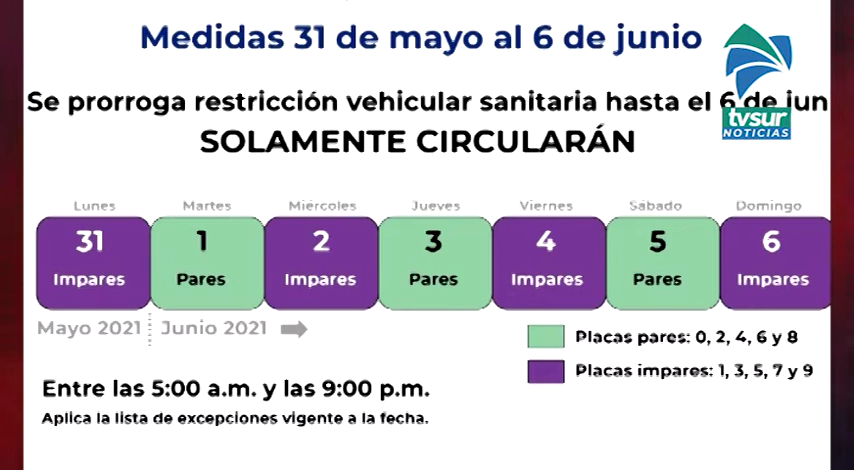 Medidas 31 de mayo al 6 de junio
Se prorroga restricción vehicular sanitaria hasta el 6 de jun
tvsur
NOTICIAS
SOLAMENTE CIRCULARÁN
Lunes Martes Miércoles Jueves Viernes Sábado Domingo
31 1 2 3 4 5 6
Impares Pares Impares Pares Impares Pares Impares
Mayo 2021 Junio 2021
Placas pares: 0, 2, 4, 6 y 8
Placas impares: 1, 3, 5, 7 y 9
Entre las 5:00 a.m. y las 9:00 p.m.
Aplica la lista de excepciones vigente a la fecha.